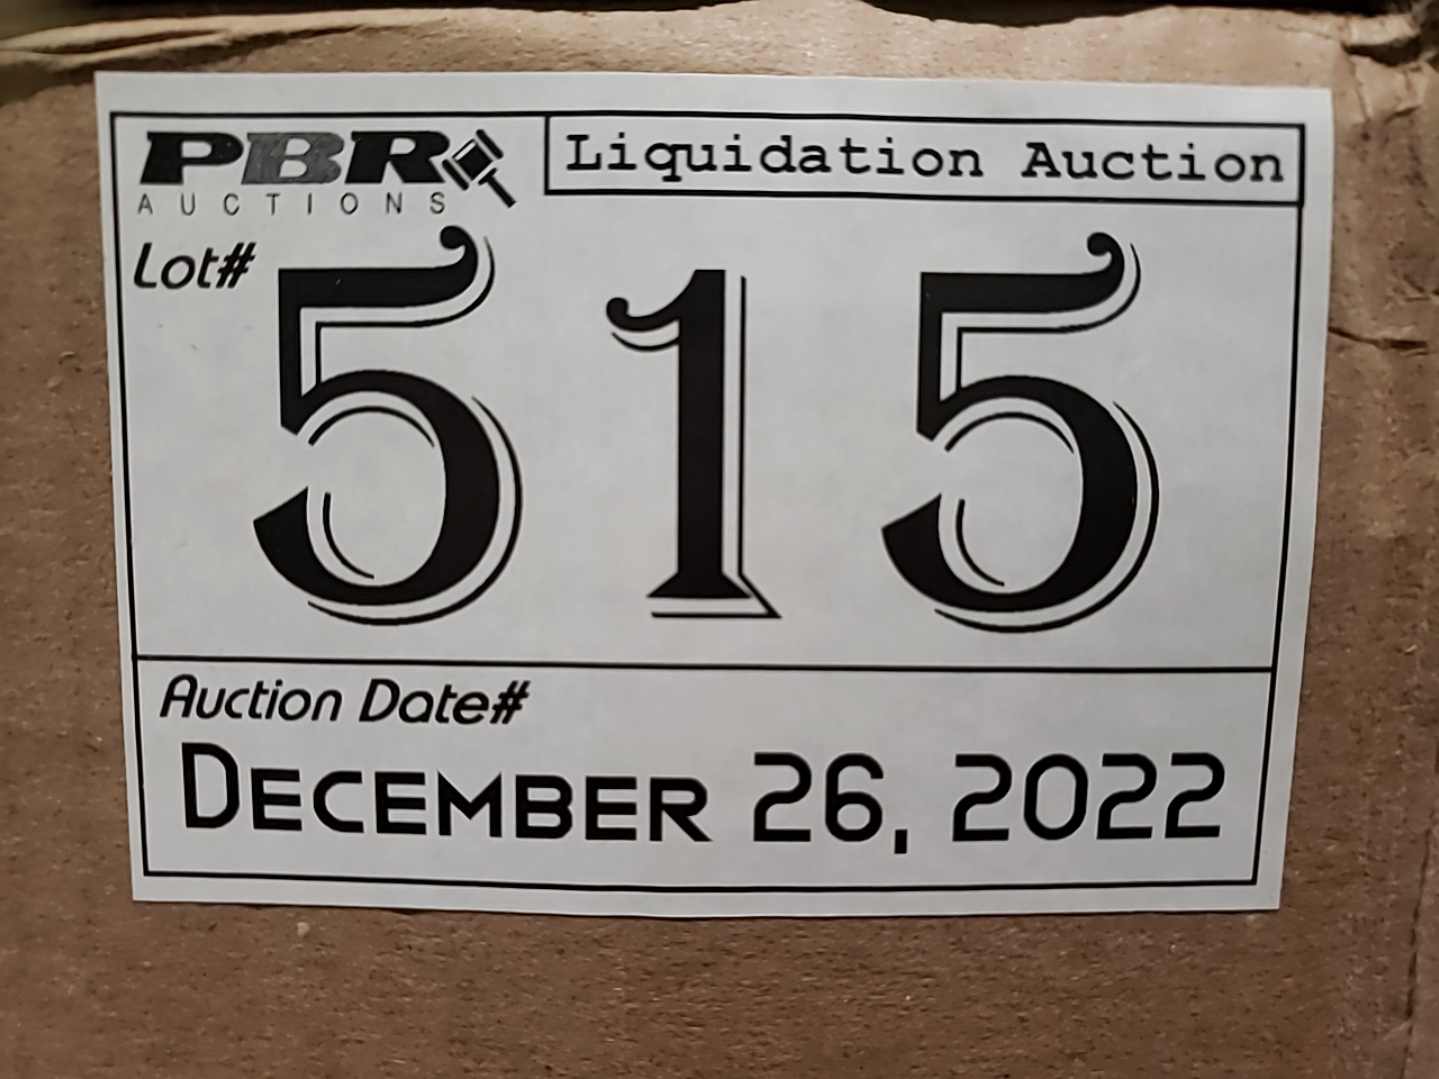 PBR
AUCTIONS
Liquidation Auction
Lot#
515
Auction Date#
DECEMBER 26, 2022